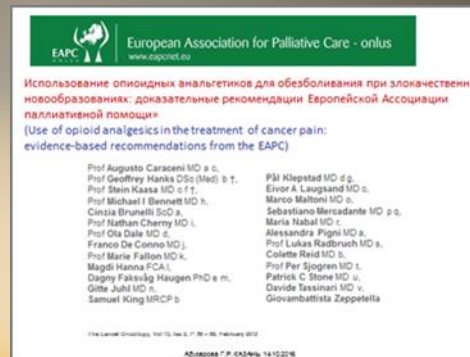 EAPC
ONLUS
European Association for Palliative Care - onlus
www.eapcnet.eu
Использование опиоидных анальгетиков для обезболивания при злокачественн
новообразованиях: доказательные рекомендации Европейской Ассоциации
паллиативной помощи»
(Use of opioid analgesics in the treatment of cancer pain:
evidence-based recommendations from the EAPC)
Prof Augusto Caraceni MD a c,
Prof Geoffrey Hanks DSc (Med) b †,
Prof Stein Kaasa MD c f †,
Prof Michael I Bennett MD h,
Cinzia Brunelli ScD a,
Prof Nathan Cherny MD i,
Prof Ola Dale MD d,
Franco De Conno MD j,
Prof Marie Fallon MD k,
Magdi Hanna FCA l,
Dagny Faksvåg Haugen PhD e m,
Gitte Juhl MD n,
Samuel King MRCP b
Pål Klepstad MD d g,
Eivor A Laugsand MD c,
Marco Maltoni MD o,
Sebastiano Mercadante MD p q,
Maria Nabal MD r,
Alessandra Pigni MD a,
Prof Lukas Radbruch MD s,
Colette Reid MD b,
Prof Per Sjogren MD t,
Patrick C Stone MD u,
Davide Tassinari MD v,
Giovambattista Zeppetella
The Lancet Oncology, Vol 13, February 2012
Г.Р. КАЗАНЬ 14.10.2016